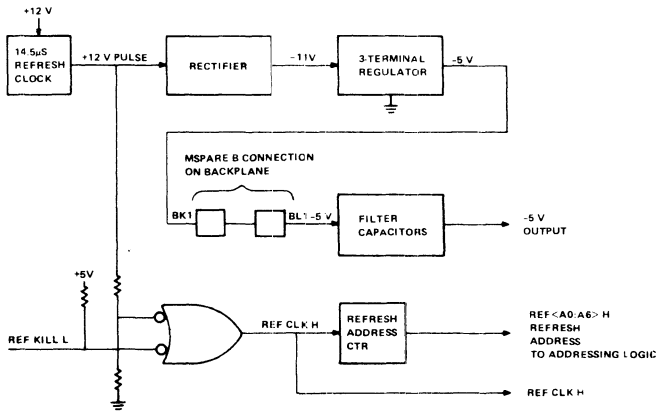 +12 V
14.5µS
REFRESH
CLOCK
+12 V PULSE
RECTIFIER
-11V
3-TERMINAL
REGULATOR
-5 V
MSPARE B CONNECTION
ON BACKPLANE
BK1
BL1
-5 V
FILTER
CAPACITORS
-5 V
OUTPUT
+5V
REF KILL L
REF CLK H
REFRESH
ADDRESS
CTR
REF<A0:A6> H
REFRESH
ADDRESS
TO ADDRESSING LOGIC
REF CLK H